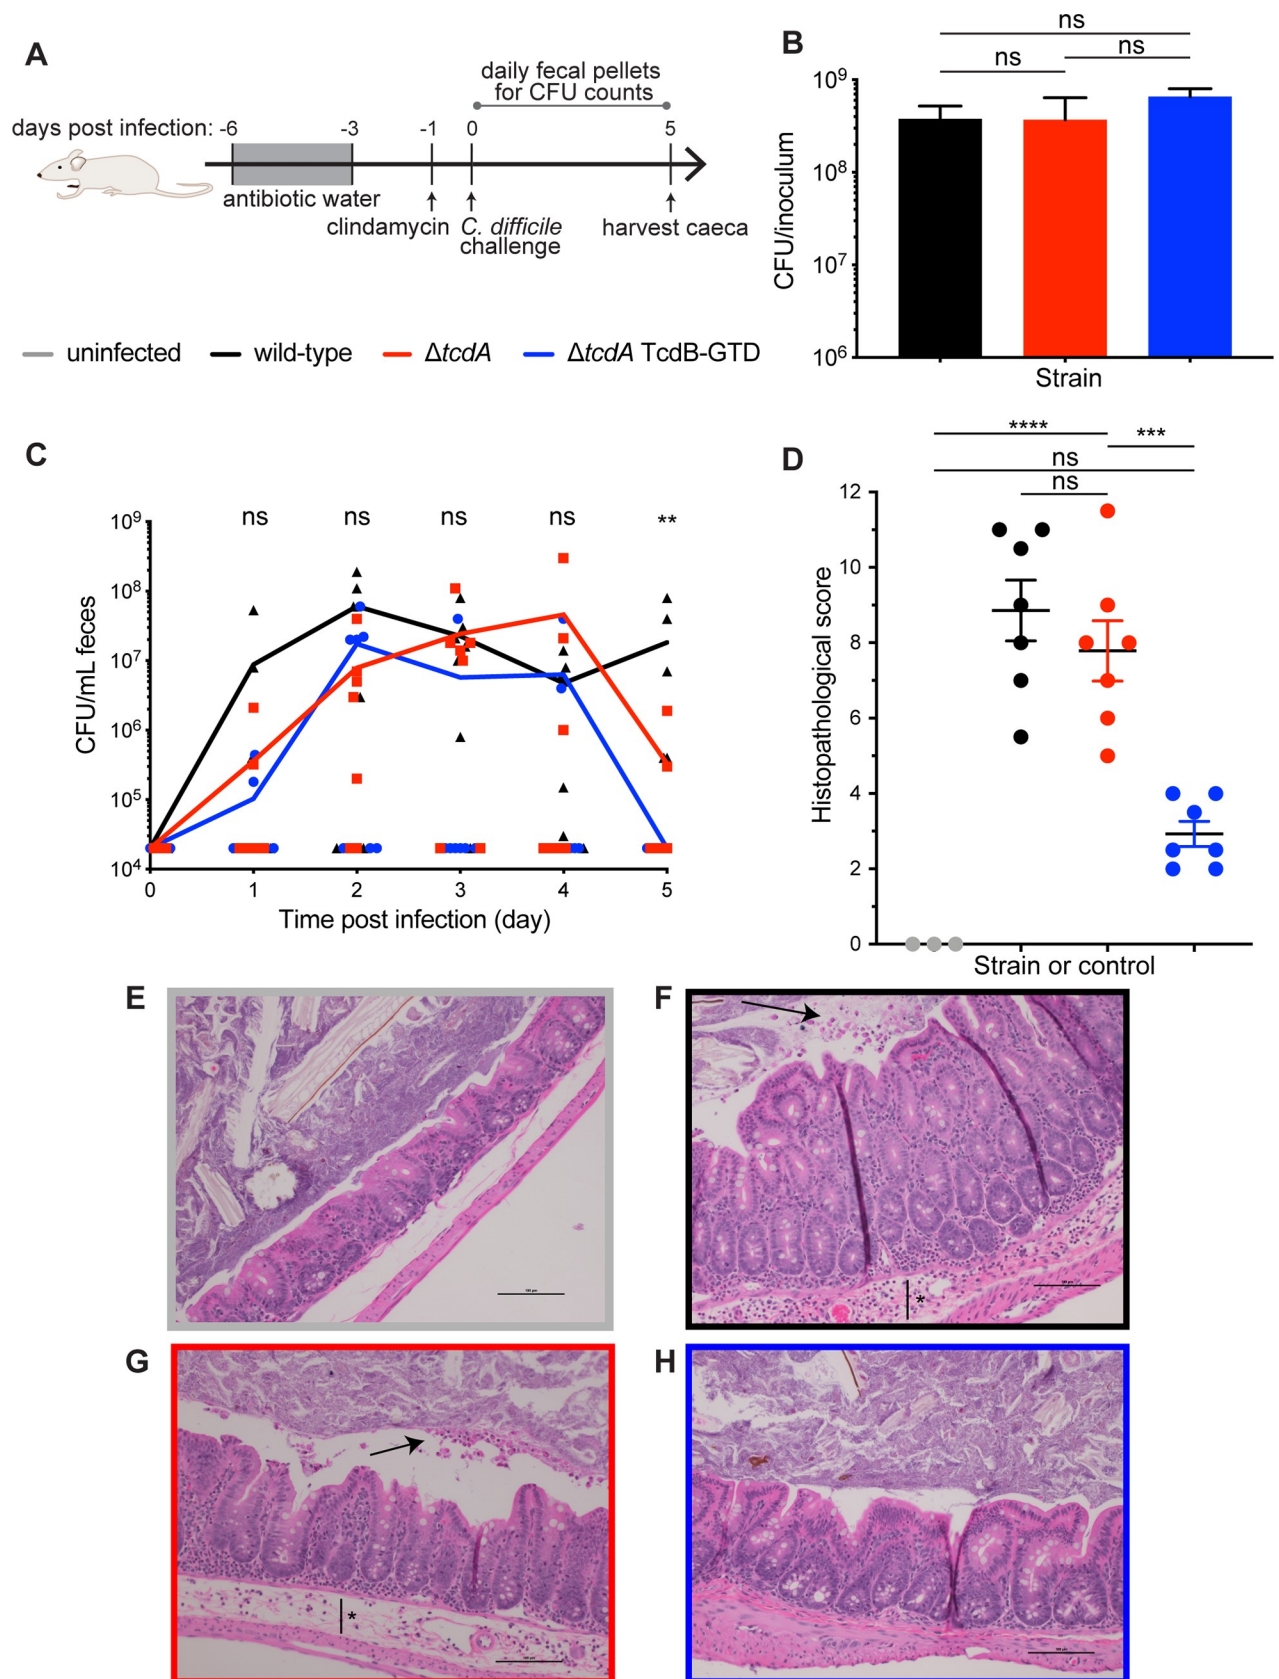 A
daily fecal pellets
for CFU counts
days post infection: -6 -3 -1 0 5
antibiotic water
clindamycin
C. difficile
challenge
harvest caeca
uninfected wild-type ΔtcdA ΔtcdA TcdB-GTD
B
ns
ns ns
10⁹
10⁸
10⁷
10⁶
CFU/inoculum
Strain
C
ns ns ns ns **
10⁹
10⁸
10⁷
10⁶
10⁵
10⁴
CFU/mL feces
0 1 2 3 4 5
Time post infection (day)
D
****
***
ns
ns
12
10
8
6
4
2
0
Histopathological score
Strain or control
E
F
*
G
*
H